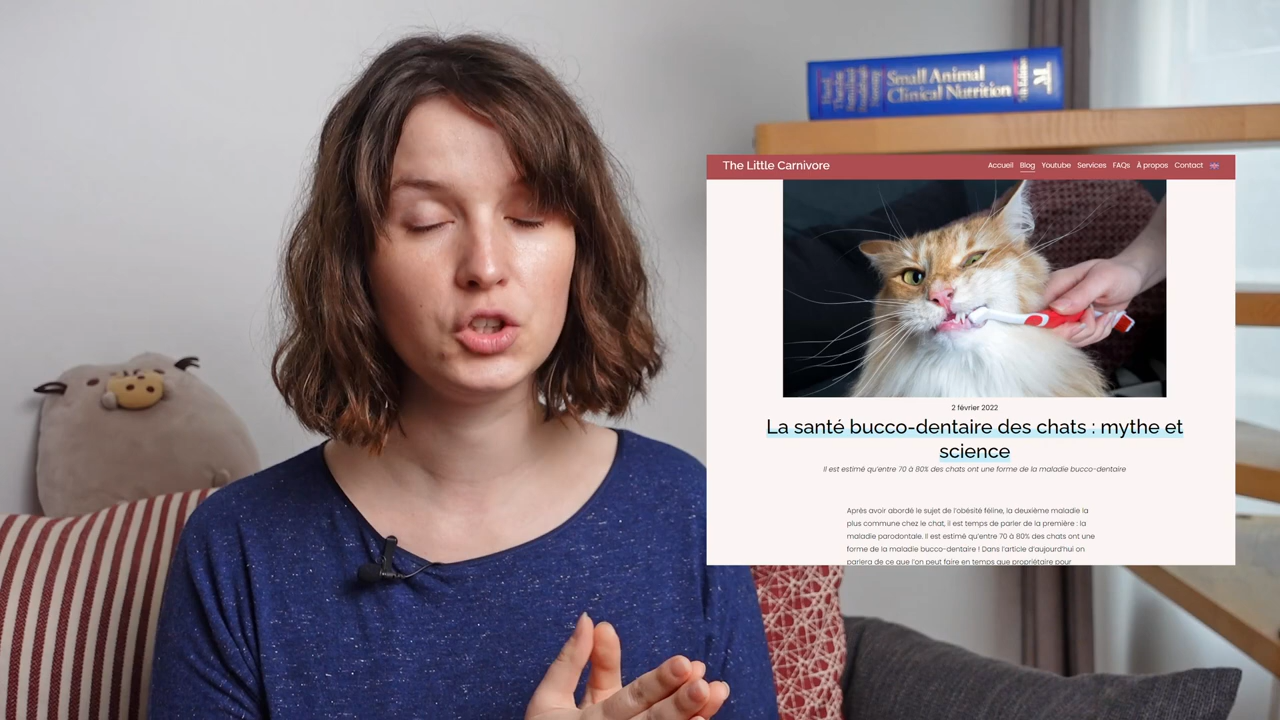 Small Animal
Clinical Nutrition
The Little Carnivore
Accueil Blog Youtube Services FAQs À propos Contact
2 février 2022
La santé bucco-dentaire des chats : mythe et
science
Il est estimé qu'entre 70 à 80% des chats ont une forme de la maladie bucco-dentaire
Après avoir abordé le sujet de l'obésité féline, la deuxième maladie la
plus commune chez le chat, il est temps de parler de la première : la
maladie parodontale. Il est estimé qu'entre 70 à 80% des chats ont une
forme de la maladie bucco-dentaire ! Dans l'article d'aujourd'hui on
parlera de ce que l'on peut faire en temps que propriétaire pour